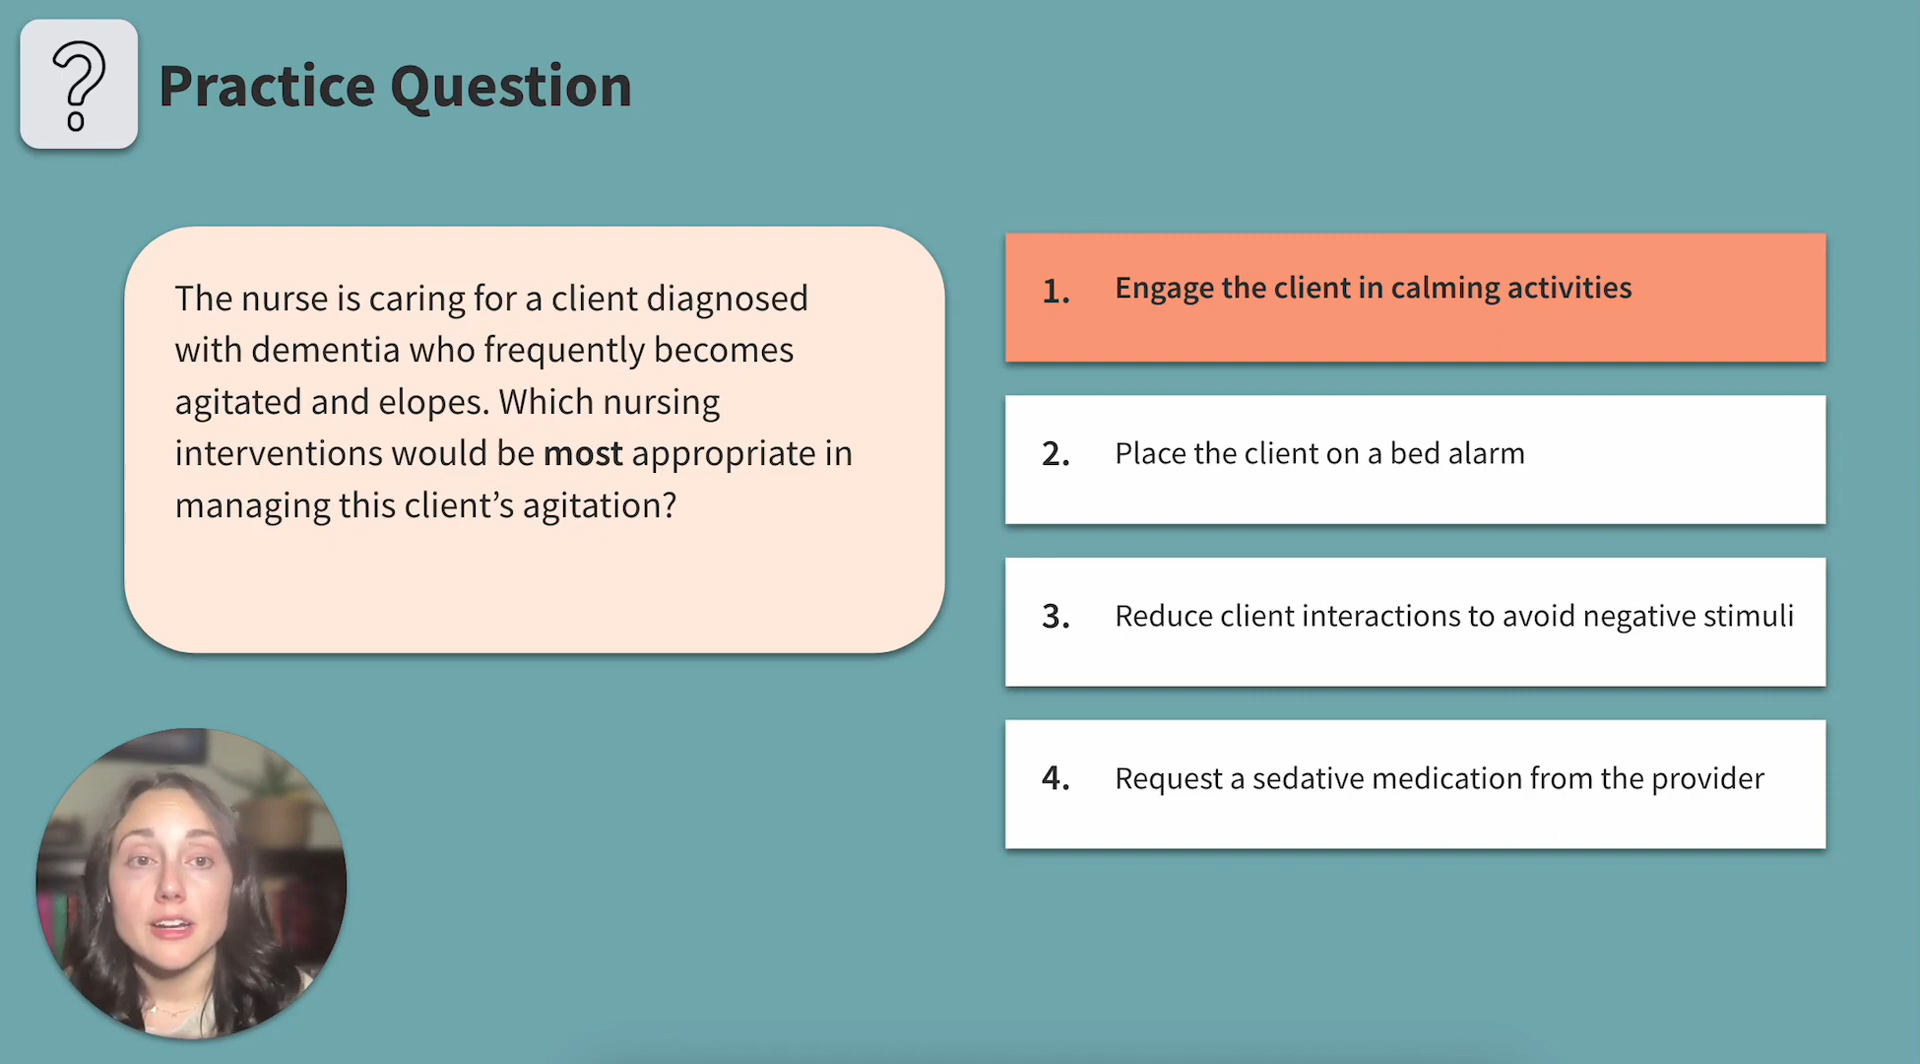 ?
Practice Question
The nurse is caring for a client diagnosed
with dementia who frequently becomes
agitated and elopes. Which nursing
interventions would be most appropriate in
managing this client’s agitation?
1. Engage the client in calming activities
2. Place the client on a bed alarm
3. Reduce client interactions to avoid negative stimuli
4. Request a sedative medication from the provider